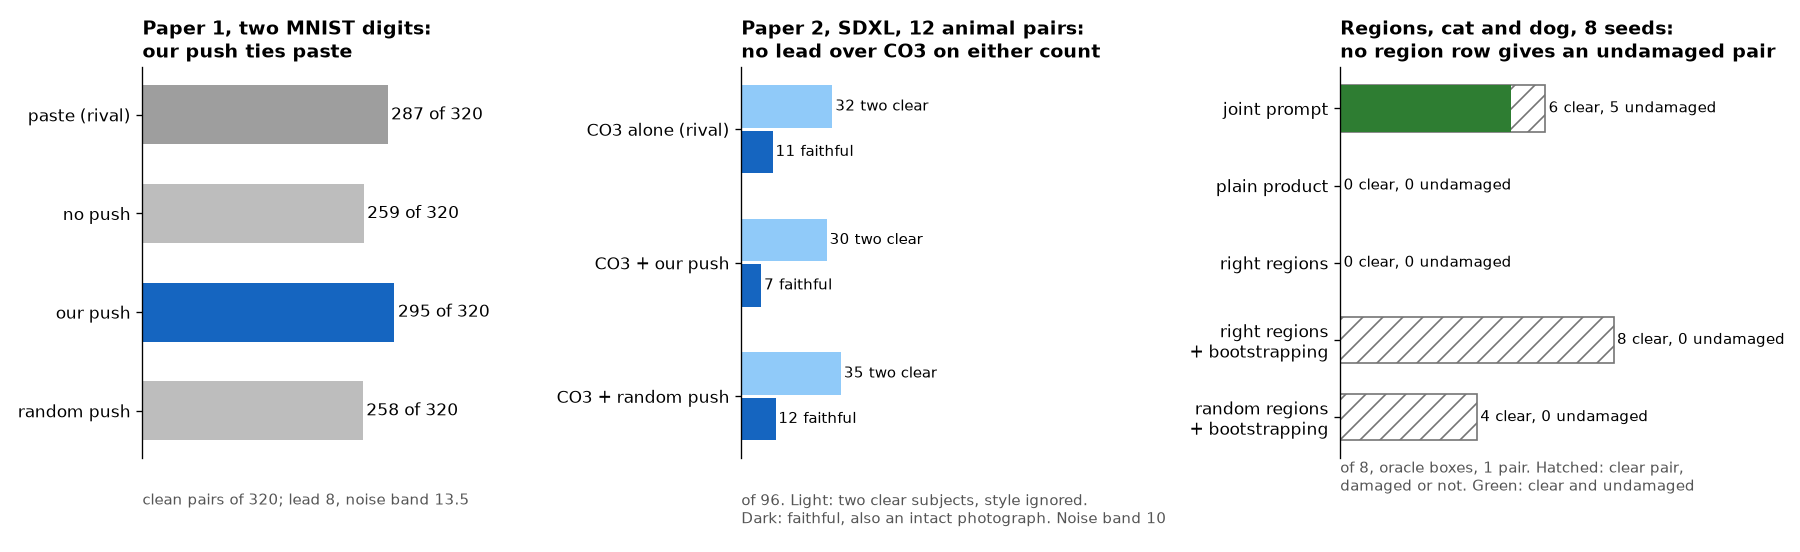 Paper 1, two MNIST digits:
our push ties paste
paste (rival)
287 of 320
no push
259 of 320
our push
295 of 320
random push
258 of 320
clean pairs of 320; lead 8, noise band 13.5
Paper 2, SDXL, 12 animal pairs:
no lead over CO3 on either count
32 two clear
CO3 alone (rival)
11 faithful
30 two clear
CO3 + our push
7 faithful
35 two clear
CO3 + random push
12 faithful
of 96. Light: two clear subjects, style ignored.
Dark: faithful, also an intact photograph. Noise band 10
Regions, cat and dog, 8 seeds:
no region row gives an undamaged pair
joint prompt
6 clear, 5 undamaged
plain product
0 clear, 0 undamaged
right regions
0 clear, 0 undamaged
right regions
+ bootstrapping
8 clear, 0 undamaged
random regions
+ bootstrapping
4 clear, 0 undamaged
of 8, oracle boxes, 1 pair. Hatched: clear pair,
damaged or not. Green: clear and undamaged